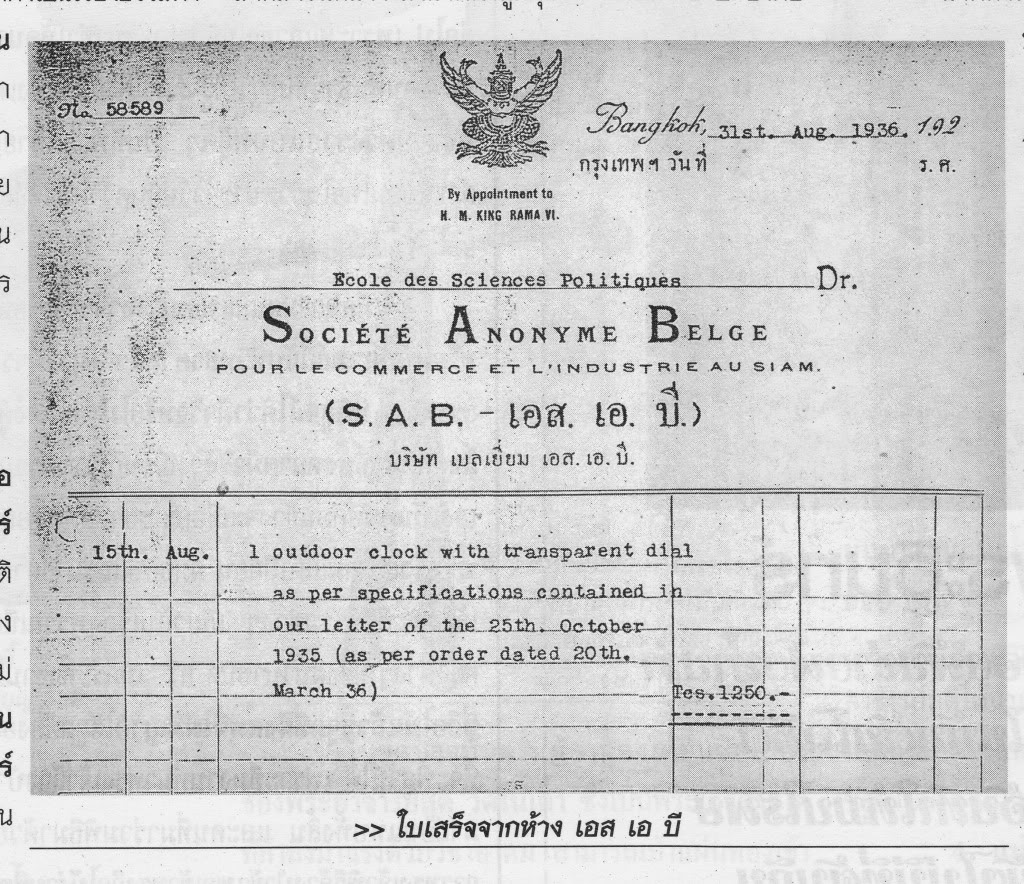 No. 58589
Bangkok, 31st. Aug. 1936. 192
กรุงเทพฯ วันที่ ร.ศ.
By Appointment to
H. M. KING RAMA VI.
Ecole des Sciences Politiques Dr.
SOCIÉTÉ ANONYME BELGE
POUR LE COMMERCE ET L'INDUSTRIE AU SIAM.
(S. A. B. - เอส. เอ. บี.)
บริษัท เบลเยี่ยม เอส. เอ. บี.
15th. Aug. 1 outdoor clock with transparent dial
as per specifications contained in
our letter of the 25th. October
1935 (as per order dated 20th.
March 36) Tcs.1250.-
>> ใบเสร็จจากห้าง เอส เอ บี